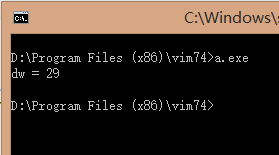 C:\Windows\s
D:\Program Files (x86)\vim74>a.exe
dw = 29
D:\Program Files (x86)\vim74>